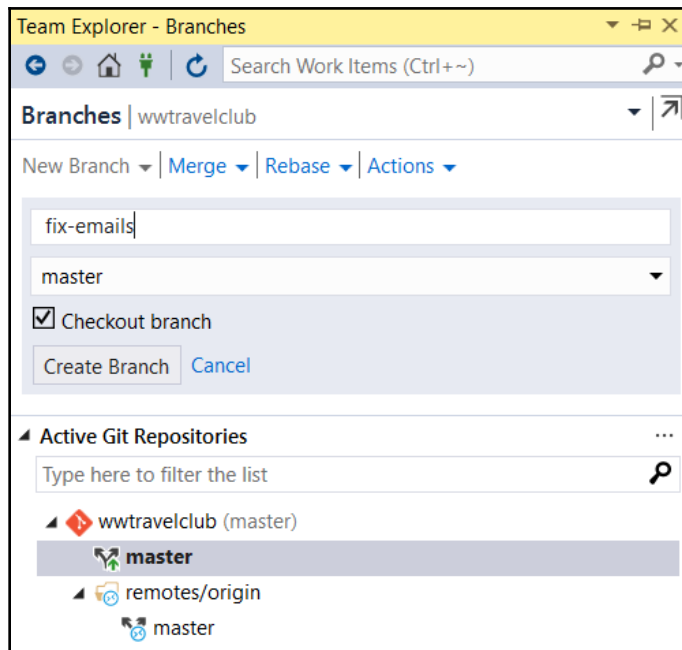 Team Explorer - Branches
Search Work Items (Ctrl+~)
Branches | wwtravelclub
New Branch | Merge | Rebase | Actions
fix-emails
master
Checkout branch
Create Branch Cancel
Active Git Repositories ...
Type here to filter the list
wwtravelclub (master)
master
remotes/origin
master